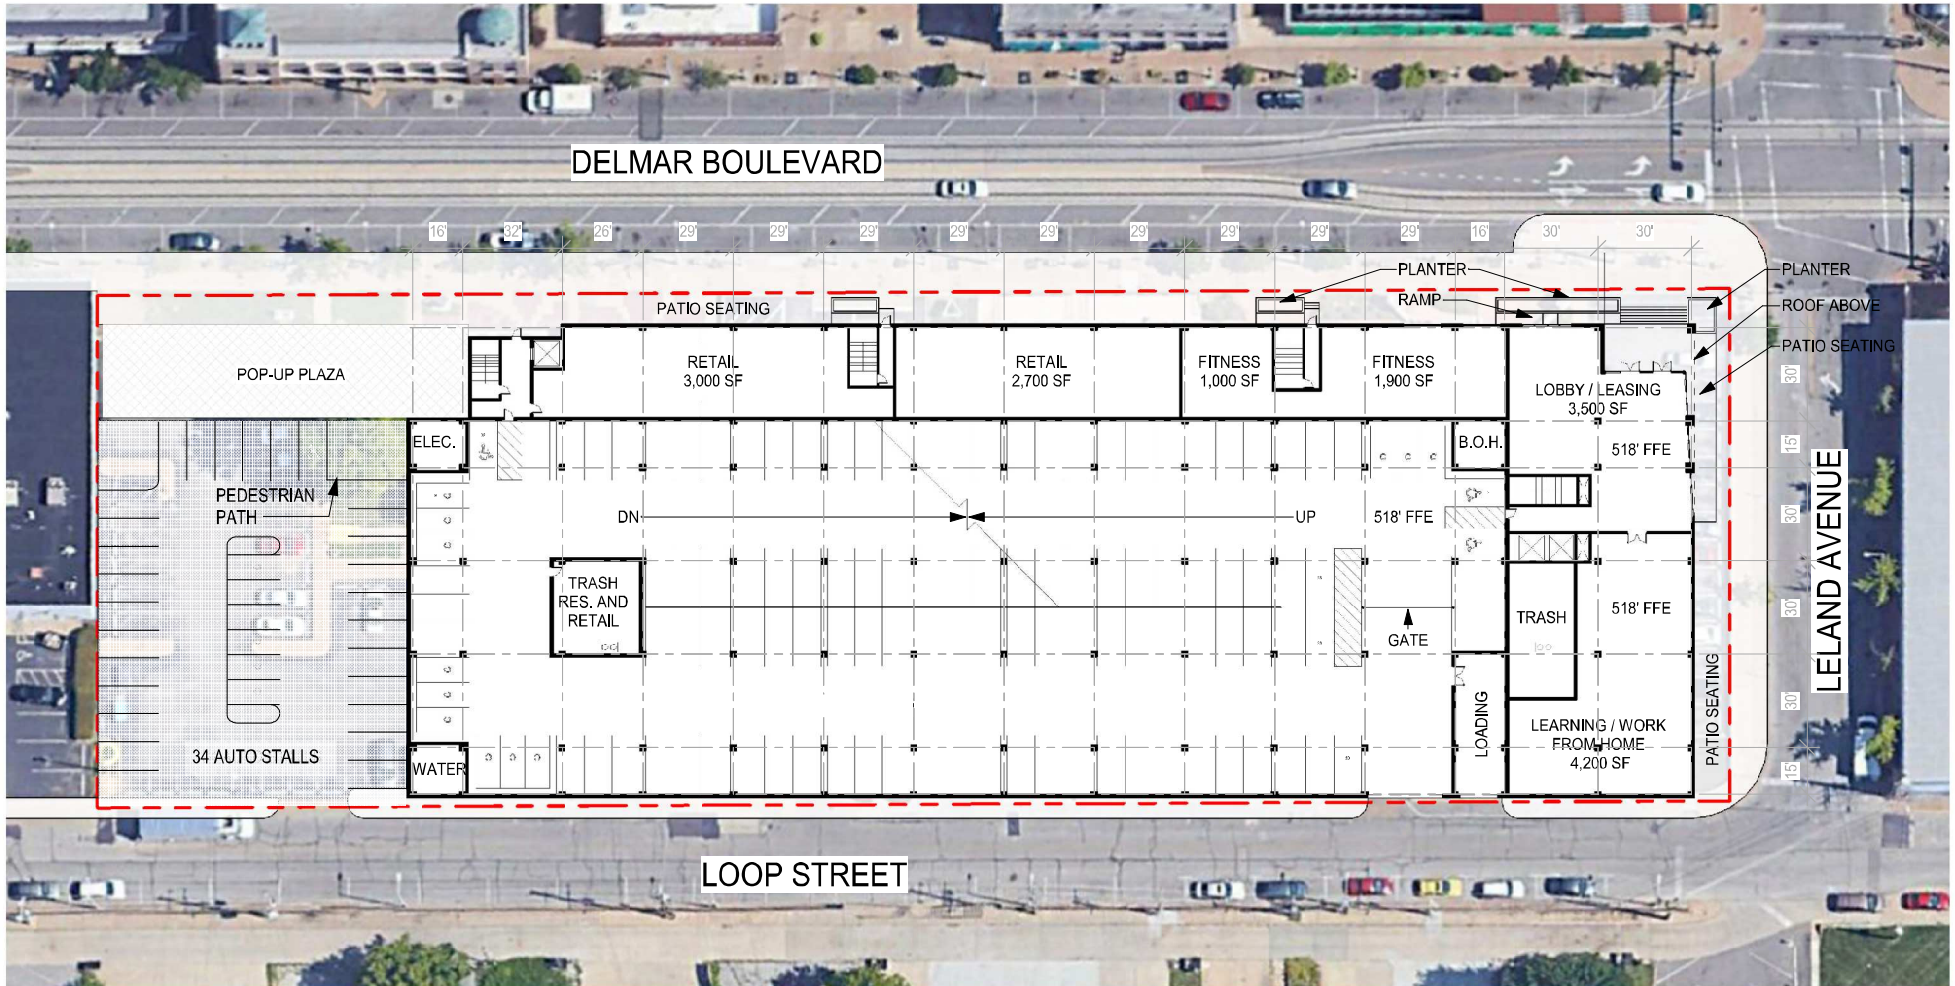 DELMAR BOULEVARD
16'
32'
26'
29'
29'
29'
29'
29'
29'
29'
29'
29'
16'
30'
30'
PLANTER
PLANTER
RAMP
ROOF ABOVE
PATIO SEATING
PATIO SEATING
POP-UP PLAZA
RETAIL
3,000 SF
RETAIL
2,700 SF
FITNESS
1,000 SF
FITNESS
1,900 SF
LOBBY / LEASING
3,500 SF
30'
ELEC.
B.O.H.
518' FFE
15'
PEDESTRIAN
PATH
DN
UP
518' FFE
30'
LELAND AVENUE
TRASH
RES. AND
RETAIL
GATE
TRASH
518' FFE
30'
34 AUTO STALLS
WATER
LOADING
LEARNING / WORK
FROM HOME
4,200 SF
PATIO SEATING
30'
15'
LOOP STREET